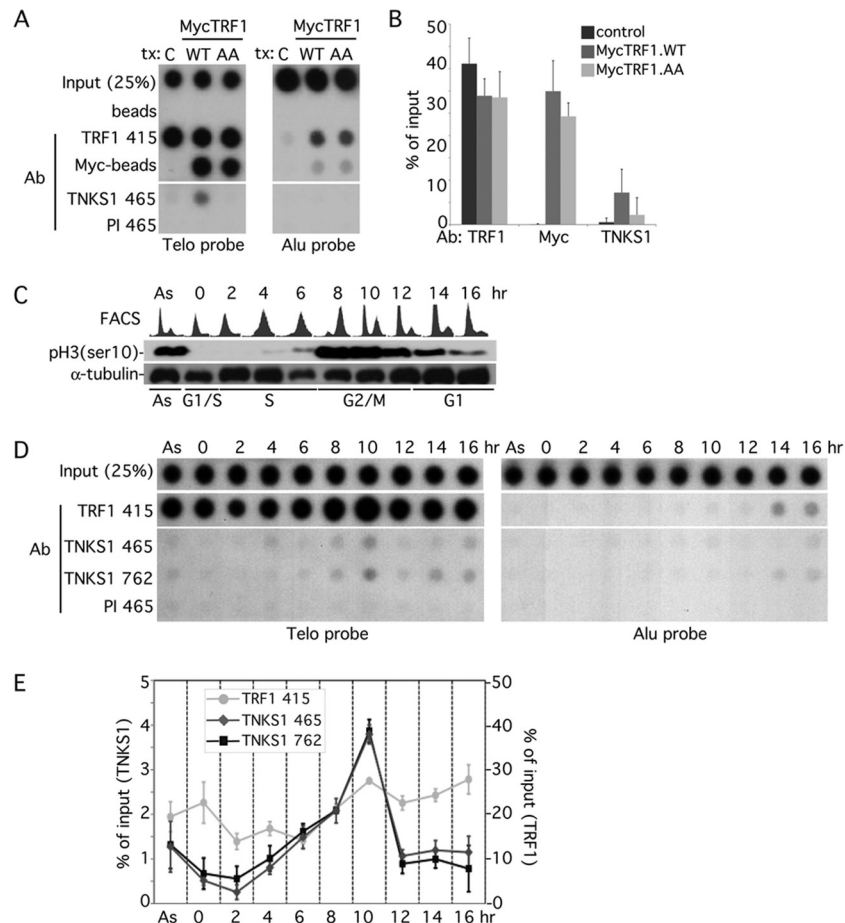 A
MycTRF1 MycTRF1
tx: C WT AA tx: C WT AA
Input (25%)
beads
TRF1 415
Ab
Myc-beads
TNKS1 465
PI 465
Telo probe Alu probe
B
control
MycTRF1.WT
MycTRF1.AA
% of input
50
40
30
30
20
10
0
Ab: TRF1 Myc TNKS1
C
As 0 2 4 6 8 10 12 14 16 hr
FACS
pH3(ser10)-
α-tubulin-
As G1/S S G2/M G1
D
As 0 2 4 6 8 10 12 14 16 hr As 0 2 4 6 8 10 12 14 16 hr
Input (25%)
TRF1 415
Ab
TNKS1 465
TNKS1 762
PI 465
Telo probe Alu probe
E
TRF1 415
TNKS1 465
TNKS1 762
% of input (TNKS1)
5
4
3
2
1
0
% of input (TRF1)
50
40
30
20
10
0
As 0 2 4 6 8 10 12 14 16 hr